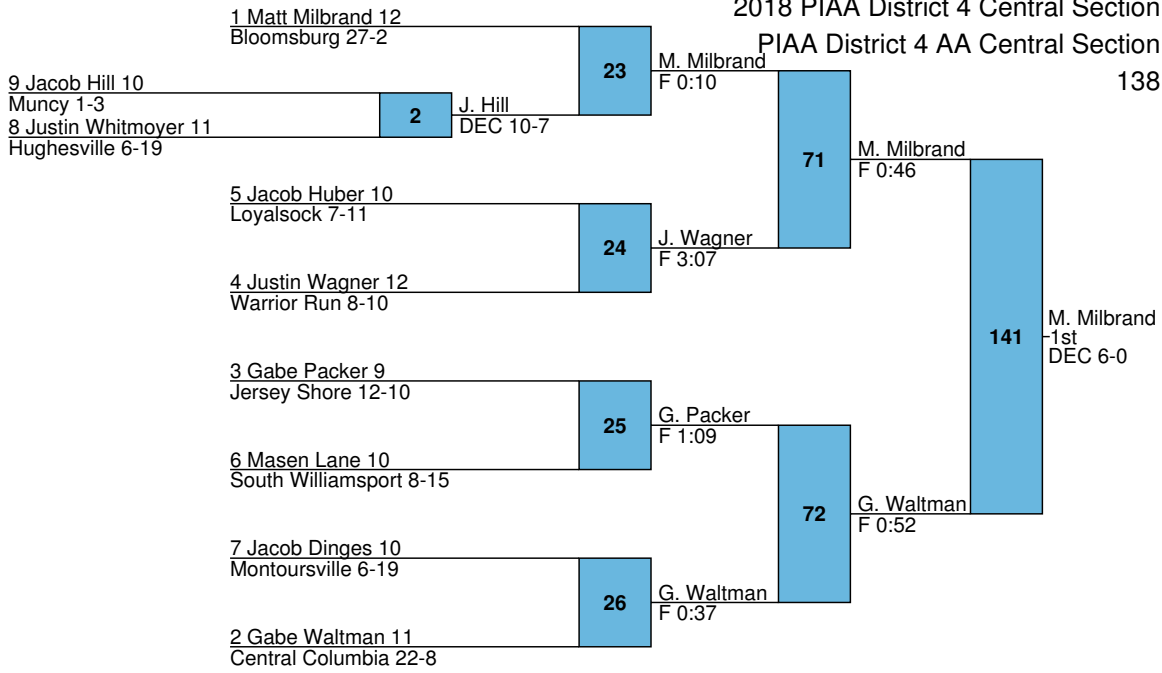 2018 PIAA District 4 Central Section
PIAA District 4 AA Central Section
138
1 Matt Milbrand 12
Bloomsburg 27-2
9 Jacob Hill 10
Muncy 1-3
8 Justin Whitmoyer 11
Hughesville 6-19
2
J. Hill
DEC 10-7
23
M. Milbrand
F 0:10
5 Jacob Huber 10
Loyalsock 7-11
4 Justin Wagner 12
Warrior Run 8-10
24
J. Wagner
F 3:07
71
M. Milbrand
F 0:46
3 Gabe Packer 9
Jersey Shore 12-10
6 Masen Lane 10
South Williamsport 8-15
25
G. Packer
F 1:09
7 Jacob Dinges 10
Montoursville 6-19
2 Gabe Waltman 11
Central Columbia 22-8
26
G. Waltman
F 0:37
72
G. Waltman
F 0:52
141
M. Milbrand
1st
DEC 6-0